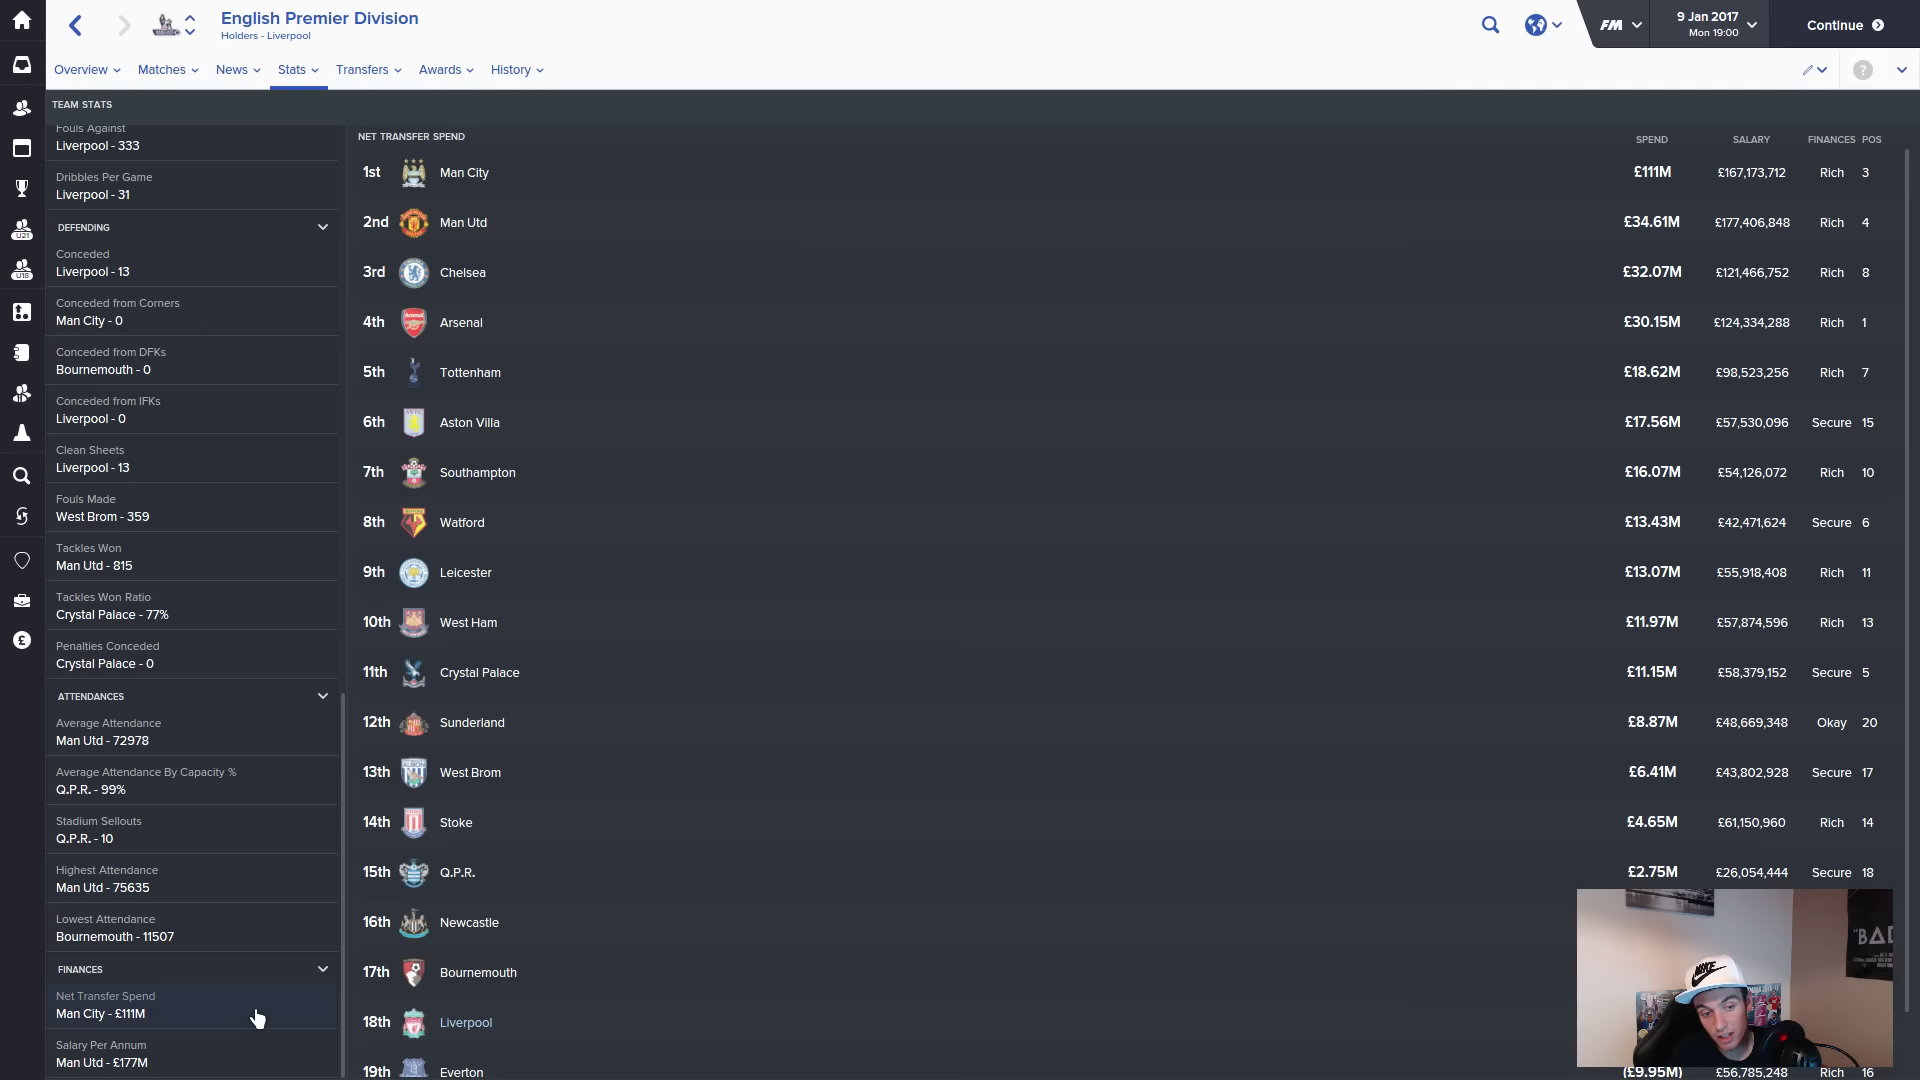 English Premier Division
Holders - Liverpool
FM
9 Jan 2017
Mon 19:00
Continue
Overview
Matches
News
Stats
Transfers
Awards
History
?
TEAM STATS
Fouls Against
Liverpool - 333
Dribbles Per Game
Liverpool - 31
DEFENDING
Conceded
Liverpool - 13
Conceded from Corners
Man City - 0
Conceded from DFKs
Bournemouth - 0
Conceded from IFKs
Liverpool - 0
Clean Sheets
Liverpool - 13
Fouls Made
West Brom - 359
Tackles Won
Man Utd - 815
Tackles Won Ratio
Crystal Palace - 77%
Penalties Conceded
Crystal Palace - 0
ATTENDANCES
Average Attendance
Man Utd - 72978
Average Attendance By Capacity %
Q.P.R. - 99%
Stadium Sellouts
Q.P.R. - 10
Highest Attendance
Man Utd - 75635
Lowest Attendance
Bournemouth - 11507
FINANCES
Net Transfer Spend
Man City - £111M
Salary Per Annum
Man Utd - £177M
NET TRANSFER SPEND SPEND SALARY FINANCES POS
1st Man City £111M £167,173,712 Rich 3
2nd Man Utd £34.61M £177,406,848 Rich 4
3rd Chelsea £32.07M £121,466,752 Rich 8
4th Arsenal £30.15M £124,334,288 Rich 1
5th Tottenham £18.62M £98,523,256 Rich 7
6th Aston Villa £17.56M £57,530,096 Secure 15
7th Southampton £16.07M £54,126,072 Rich 10
8th Watford £13.43M £42,471,624 Secure 6
9th Leicester £13.07M £55,918,408 Rich 11
10th West Ham £11.97M £57,874,596 Rich 13
11th Crystal Palace £11.15M £58,379,152 Secure 5
12th Sunderland £8.87M £48,669,348 Okay 20
13th West Brom £6.41M £43,802,928 Secure 17
14th Stoke £4.65M £61,150,960 Rich 14
15th Q.P.R. £2.75M £26,054,444 Secure 18
16th Newcastle
17th Bournemouth
18th Liverpool
19th Everton (£9.95M) £56,785,248 Rich 16
U21
U18
£
NIKE
"BAD